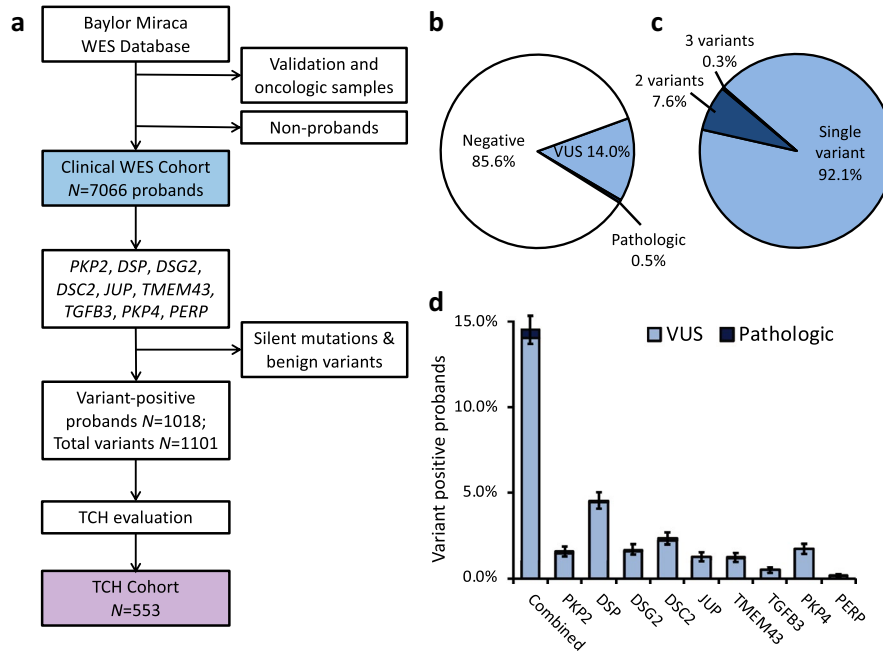 a
Baylor Miraca
WES Database
Validation and
oncologic samples
Non-probands
Clinical WES Cohort
N=7066 probands
PKP2, DSP, DSG2,
DSC2, JUP, TMEM43,
TGFB3, PKP4, PERP
Silent mutations &
benign variants
Variant-positive
probands N=1018;
Total variants N=1101
TCH evaluation
TCH Cohort
N=553
b
Negative
85.6%
VUS 14.0%
Pathologic
0.5%
c
3 variants
0.3%
2 variants
7.6%
Single
variant
92.1%
d
Variant positive probands
15.0%
10.0%
5.0%
0.0%
VUS
Pathologic
Combined
PKP2
DSP
DSG2
DSC2
JUP
TMEM43
TGFB3
PKP4
PERP